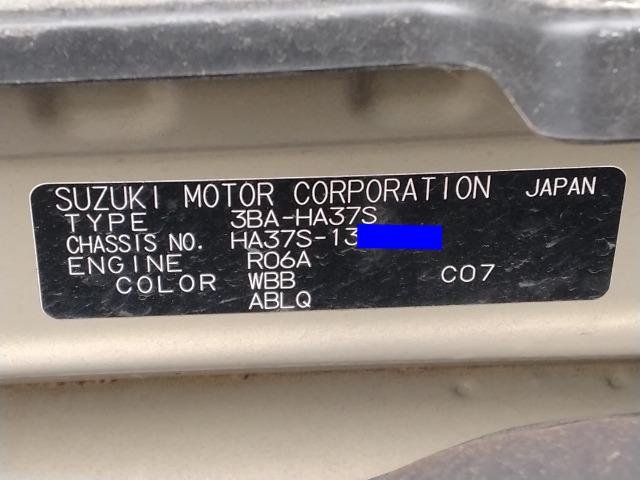 SUZUKI MOTOR CORPORATION JAPAN
TYPE 3BA-HA37S
CHASSIS NO. HA37S-13
ENGINE R06A
COLOR WBB C07
ABLQ